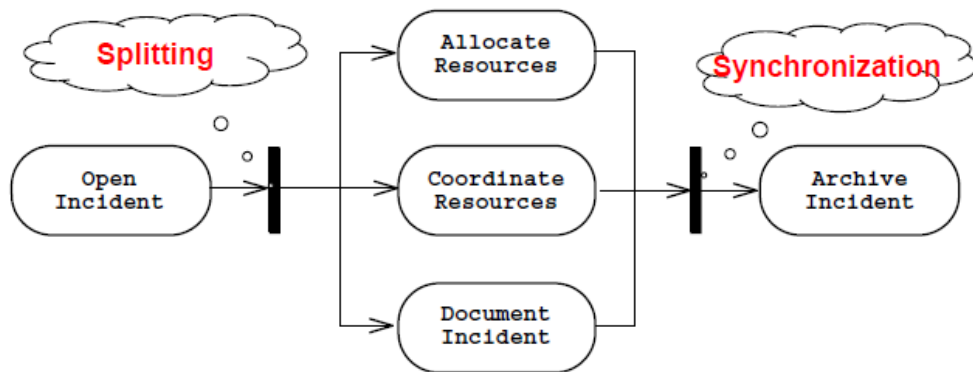 Splitting
Allocate
Resources
Synchronization
Open
Incident
Coordinate
Resources
Archive
Incident
Document
Incident